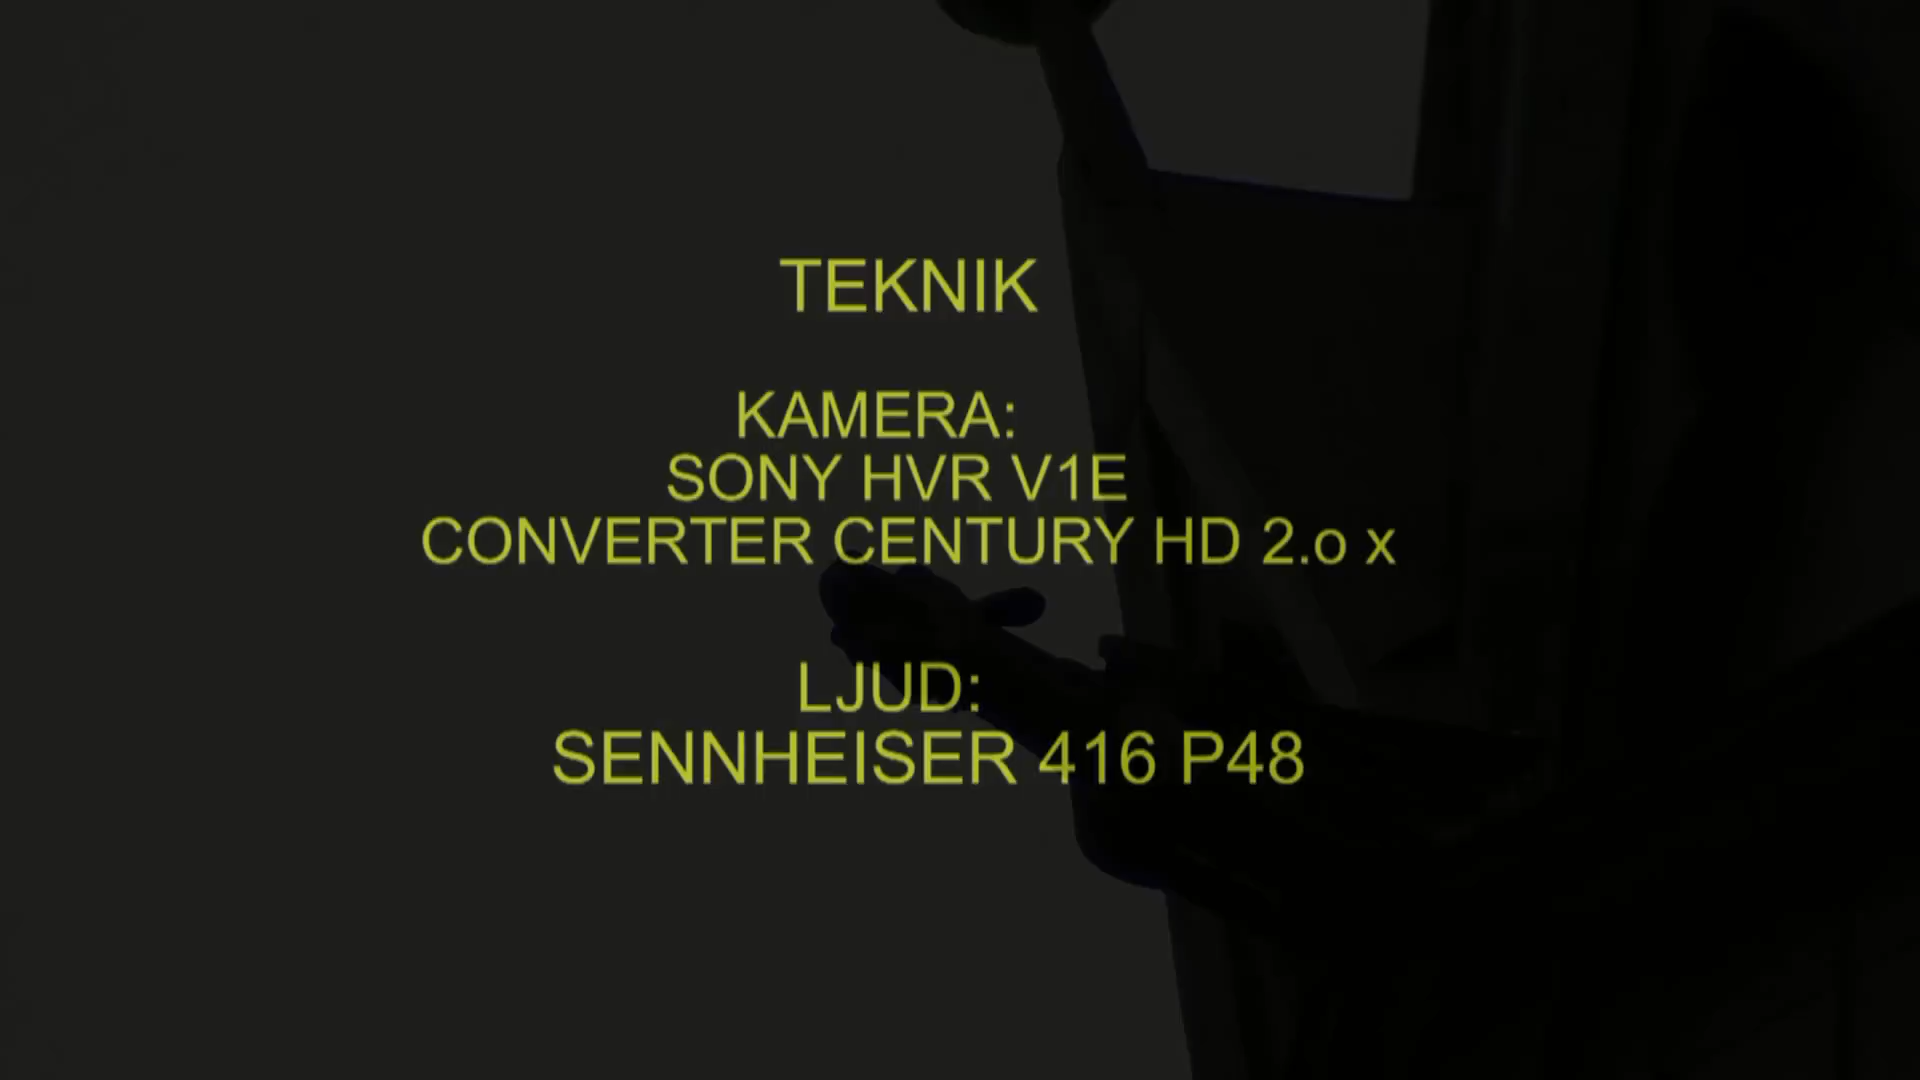 TEKNIK
KAMERA:
SONY HVR V1E
CONVERTER CENTURY HD 2.o x
LJUD:
SENNHEISER 416 P48